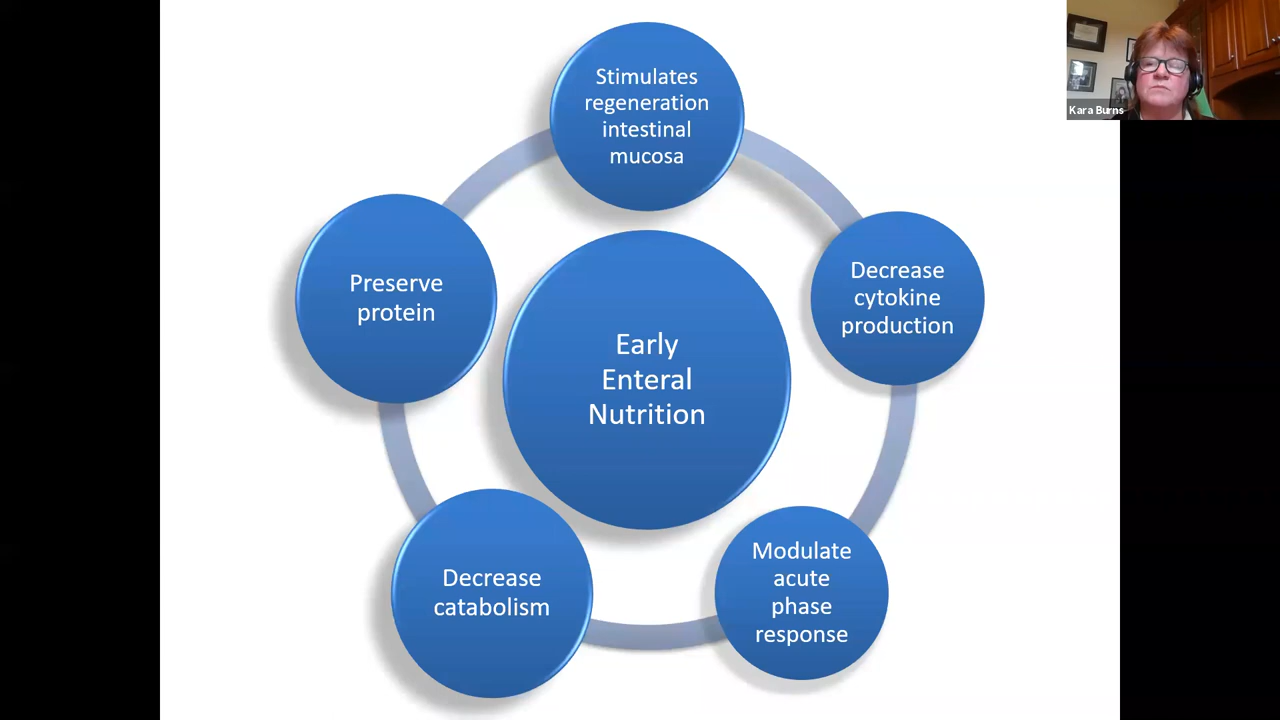 Stimulates
regeneration
intestinal
mucosa
Kara Burns
Decrease
cytokine
production
Preserve
protein
Early
Enteral
Nutrition
Modulate
acute
phase
response
Decrease
catabolism